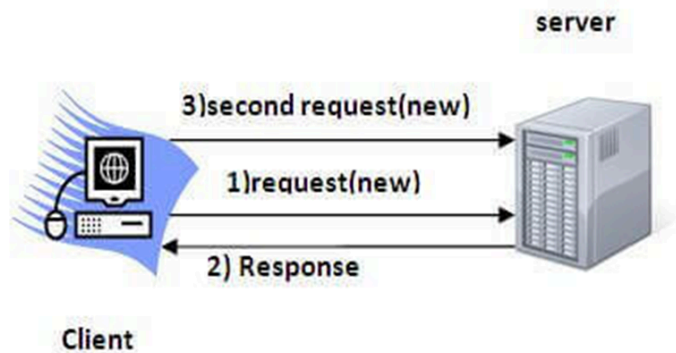 server
3)second request(new)
1)request(new)
2) Response
Client